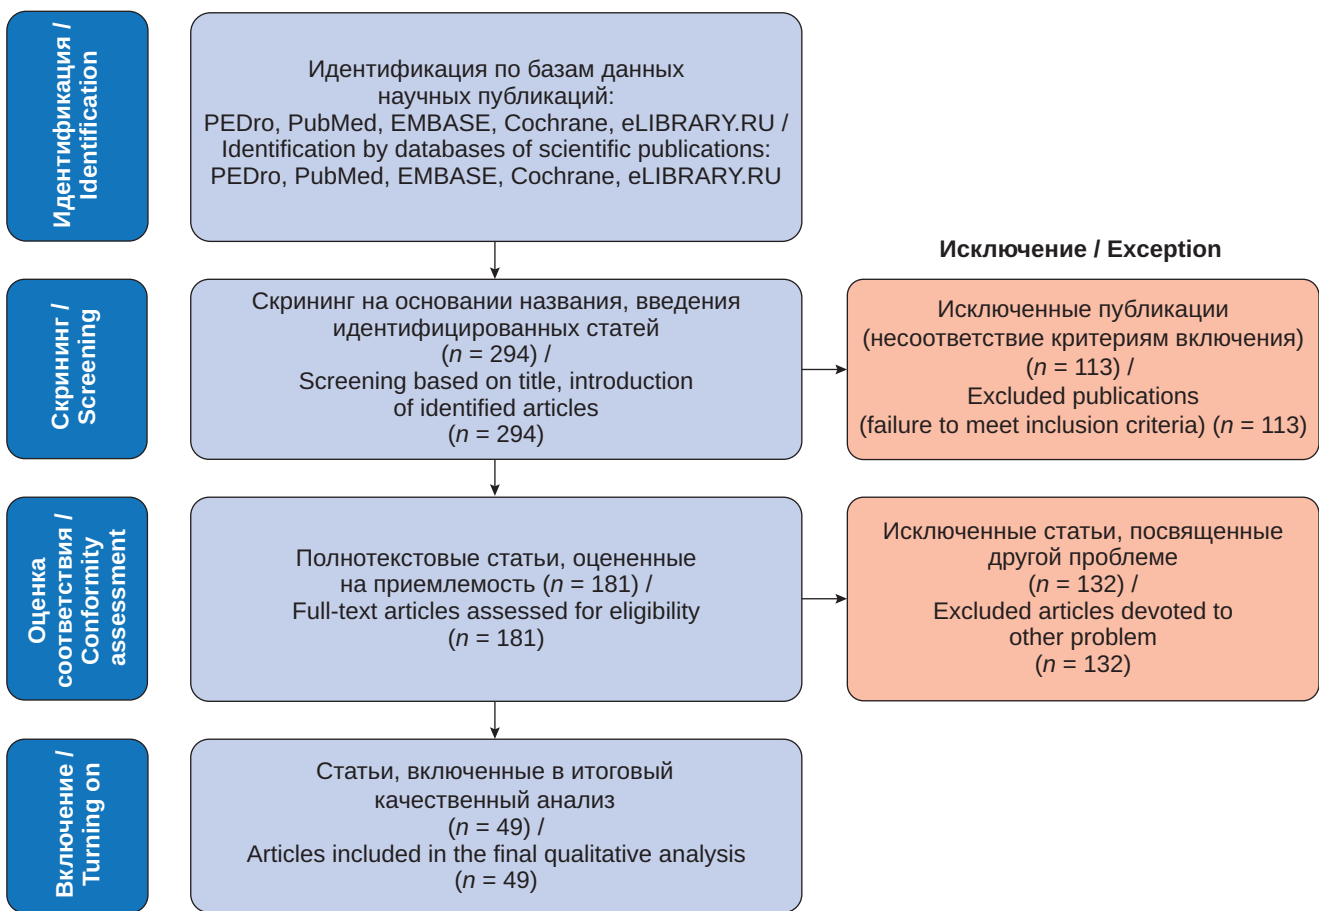 Идентификация /
Identification
Идентификация по базам данных
научных публикаций:
PEDro, PubMed, EMBASE, Cochrane, eLIBRARY.RU /
Identification by databases of scientific publications:
PEDro, PubMed, EMBASE, Cochrane, eLIBRARY.RU
Исключение / Exception
Скрининг /
Screening
Скрининг на основании названия, введения
идентифицированных статей
(n = 294) /
Screening based on title, introduction
of identified articles
(n = 294)
Исключенные публикации
(несоответствие критериям включения)
(n = 113) /
Excluded publications
(failure to meet inclusion criteria) (n = 113)
Оценка
соответствия /
Conformity
assessment
Полнотекстовые статьи, оцененные
на приемлемость (n = 181) /
Full-text articles assessed for eligibility
(n = 181)
Исключенные статьи, посвященные
другой проблеме
(n = 132) /
Excluded articles devoted to
other problem
(n = 132)
Включение /
Turning on
Статьи, включенные в итоговый
качественный анализ
(n = 49) /
Articles included in the final qualitative analysis
(n = 49)